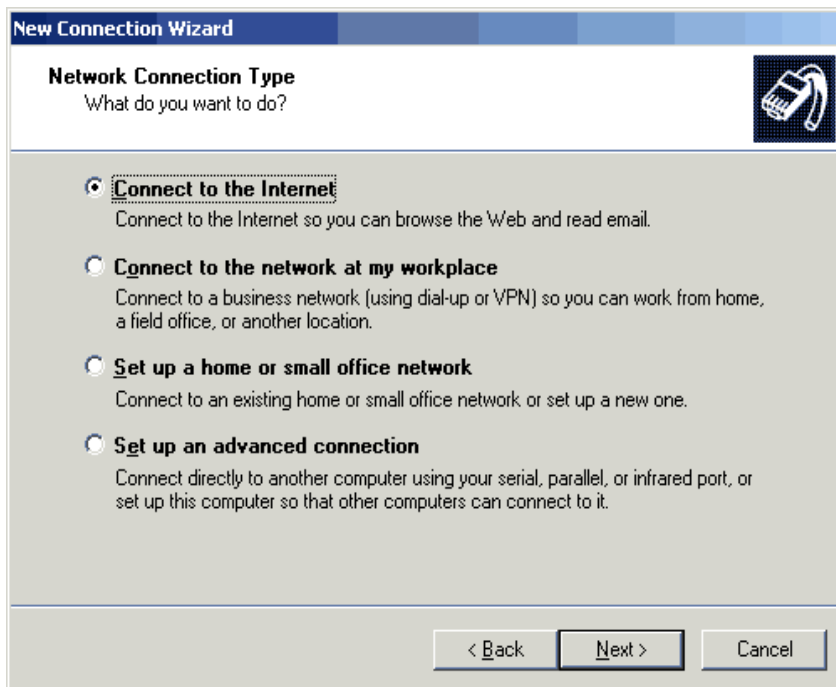 New Connection Wizard
Network Connection Type
What do you want to do?
Connect to the Internet
Connect to the Internet so you can browse the Web and read email.
Connect to the network at my workplace
Connect to a business network (using dial-up or VPN) so you can work from home,
a field office, or another location.
Set up a home or small office network
Connect to an existing home or small office network or set up a new one.
Set up an advanced connection
Connect directly to another computer using your serial, parallel, or infrared port, or
set up this computer so that other computers can connect to it.
< Back Next > Cancel